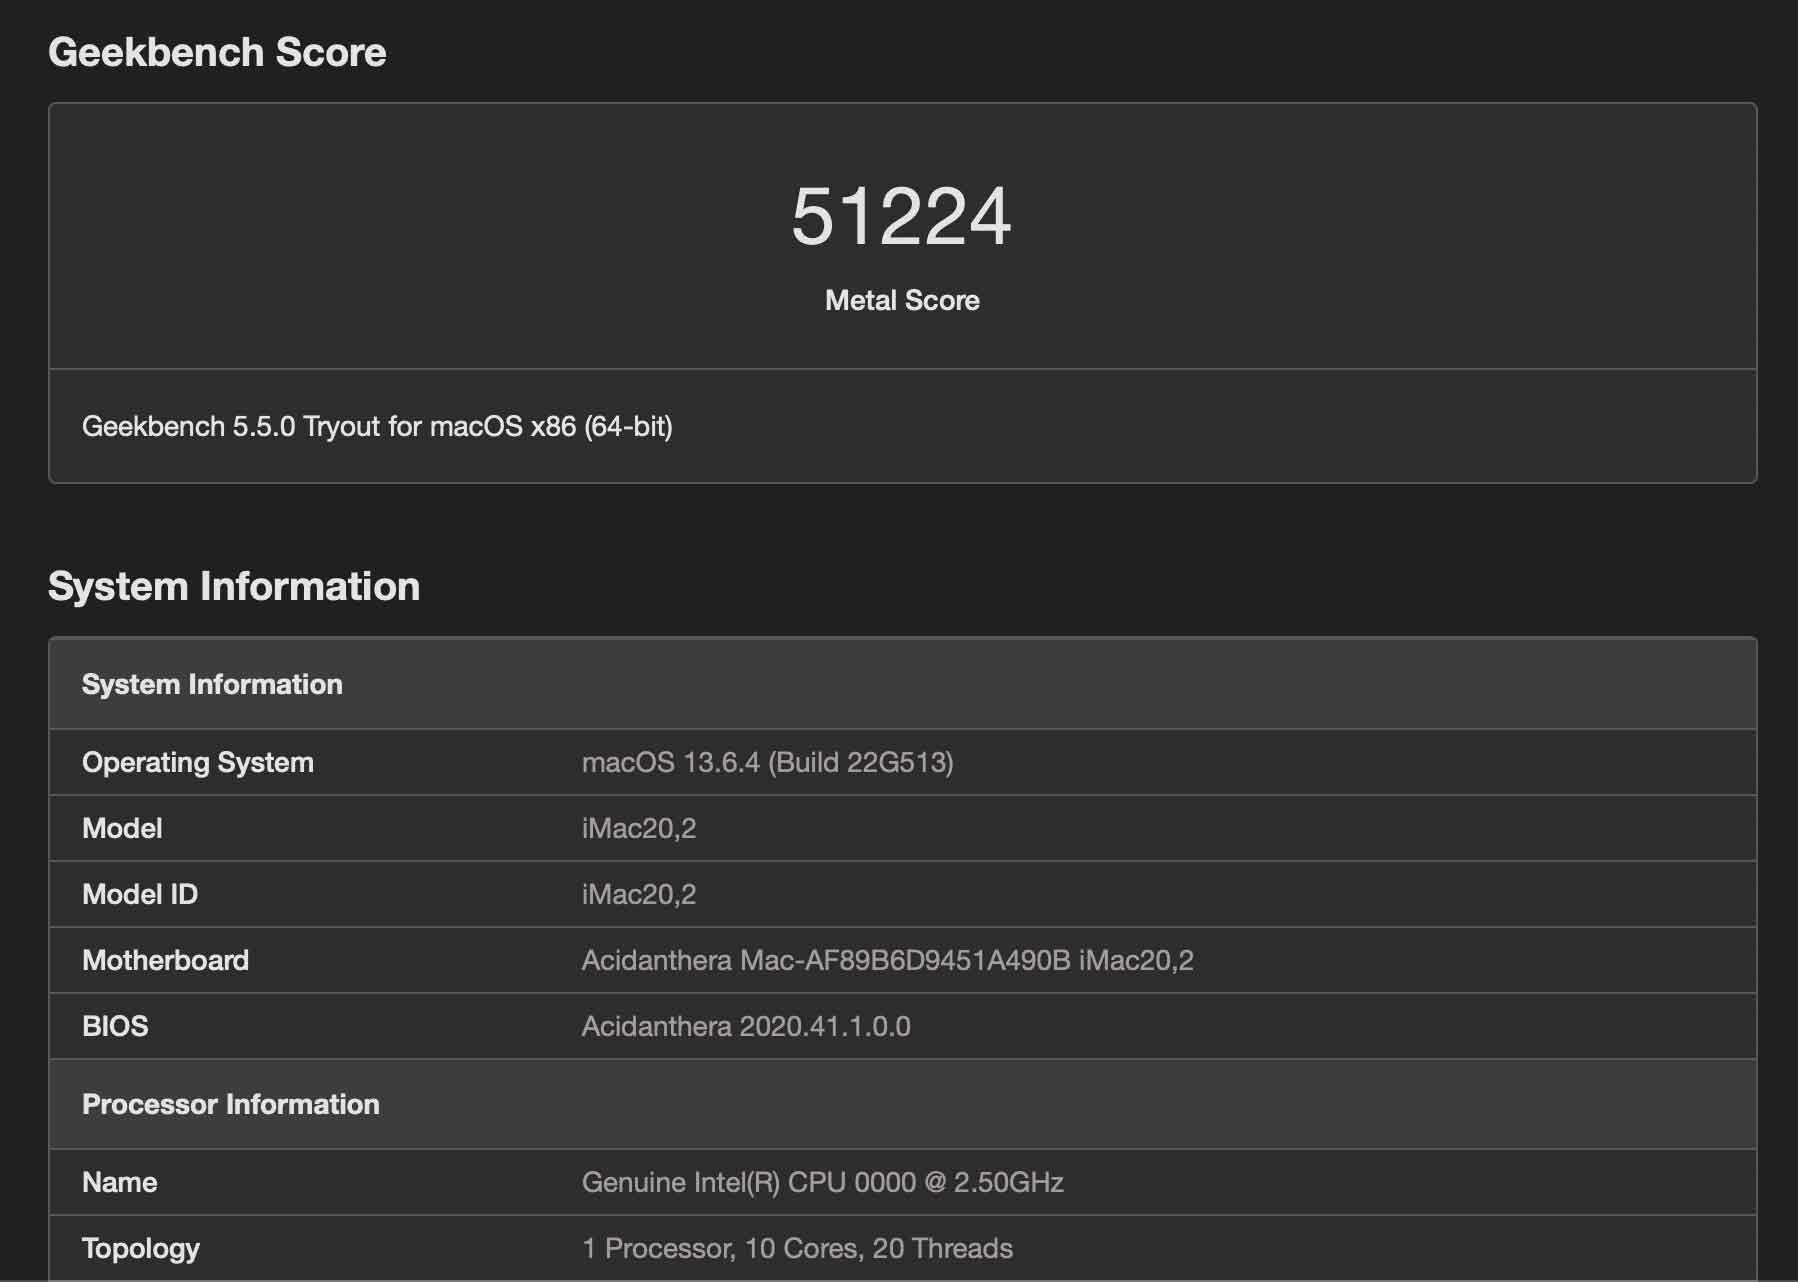 Geekbench Score
51224
Metal Score
Geekbench 5.5.0 Tryout for macOS x86 (64-bit)
System Information
System Information
Operating System macOS 13.6.4 (Build 22G513)
Model iMac20,2
Model ID iMac20,2
Motherboard Acidanthera Mac-AF89B6D9451A490B iMac20,2
BIOS Acidanthera 2020.41.1.0.0
Processor Information
Name Genuine Intel(R) CPU 0000 @ 2.50GHz
Topology 1 Processor, 10 Cores, 20 Threads